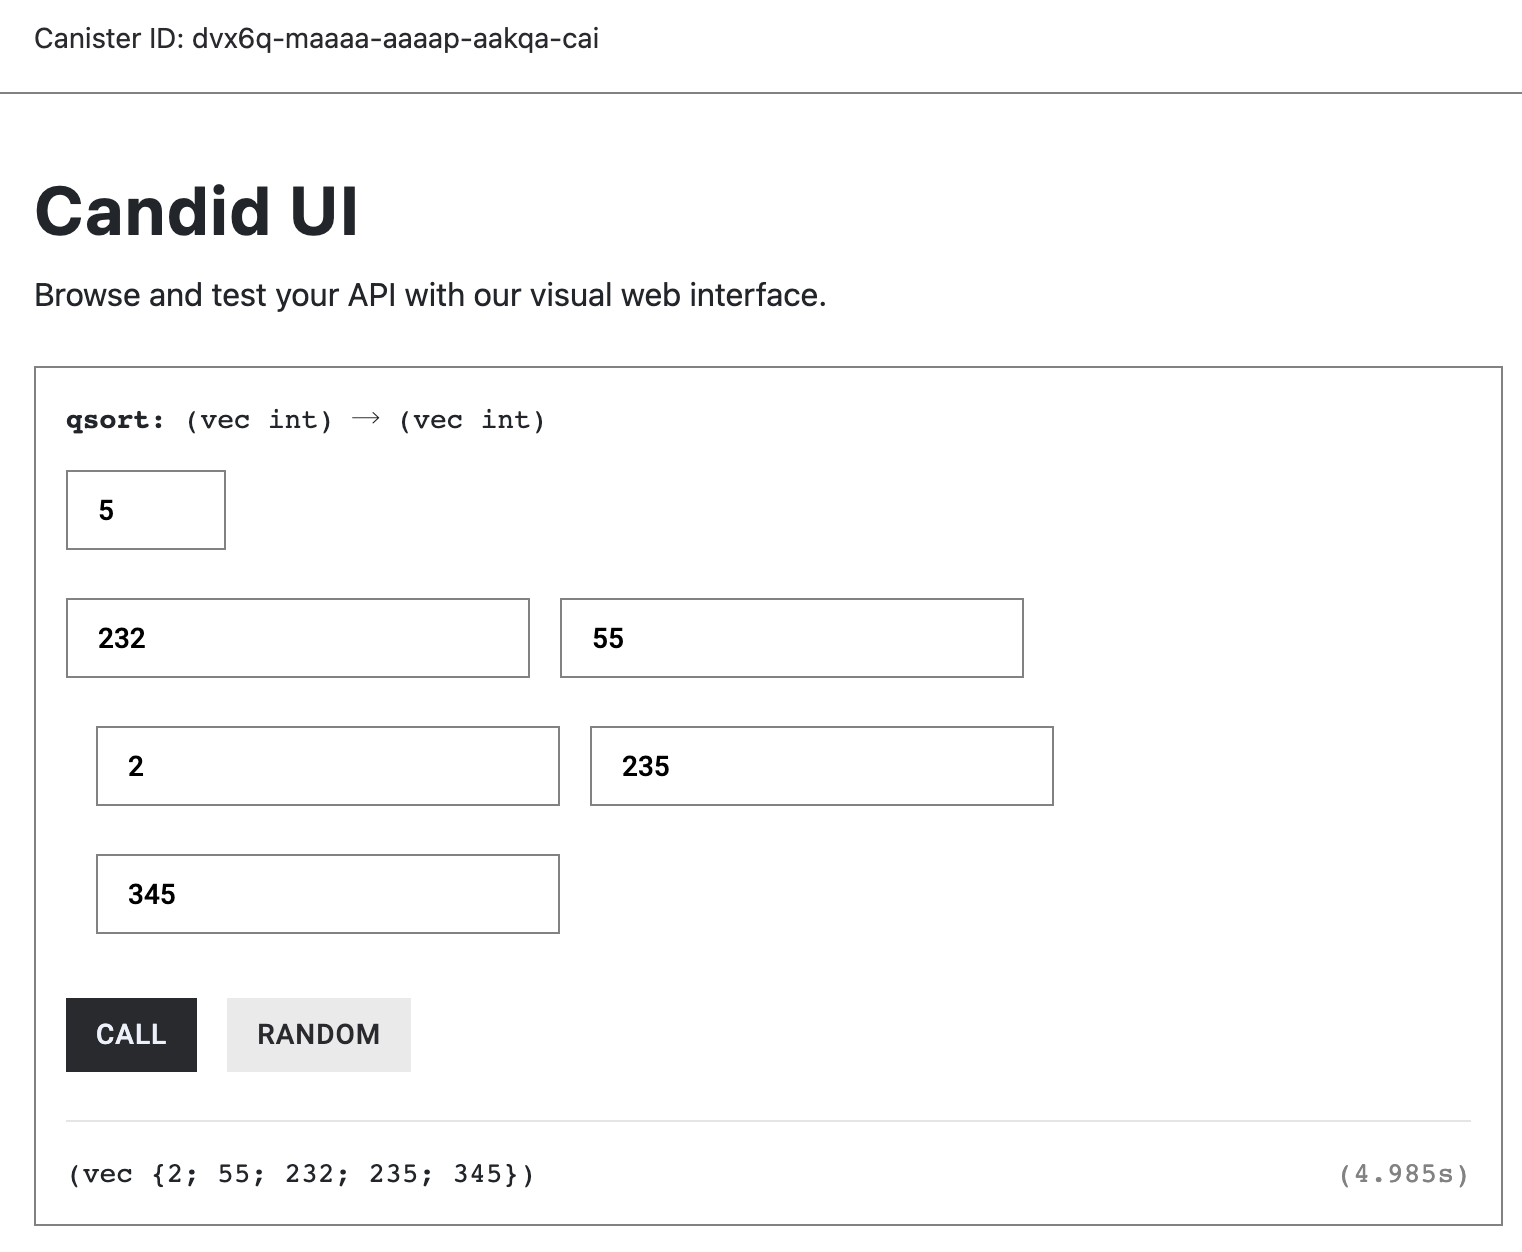 Canister ID: dvx6q-maaaa-aaaap-aakqa-cai
Candid UI
Browse and test your API with our visual web interface.
qsort: (vec int) → (vec int)
5
232 55
2 235
345
CALL RANDOM
(vec {2; 55; 232; 235; 345}) (4.985s)